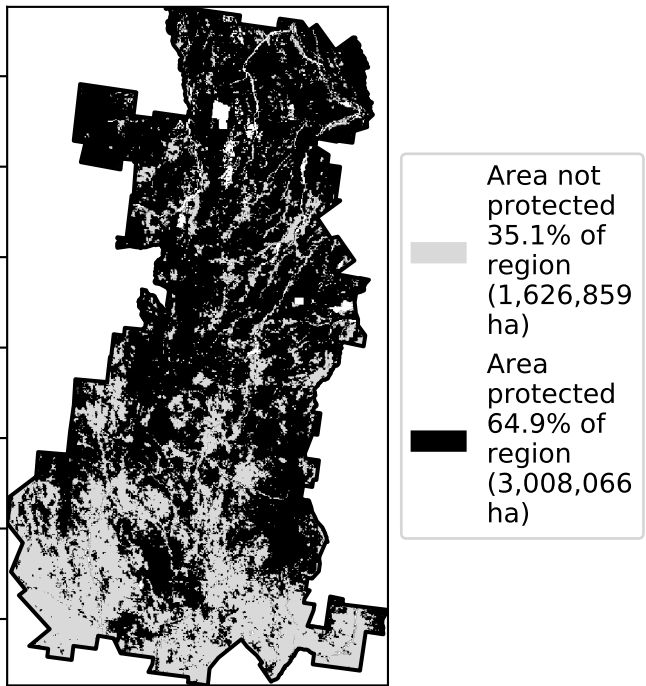 Area not
protected
35.1% of
region
(1,626,859
ha)
Area
protected
64.9% of
region
(3,008,066
ha)